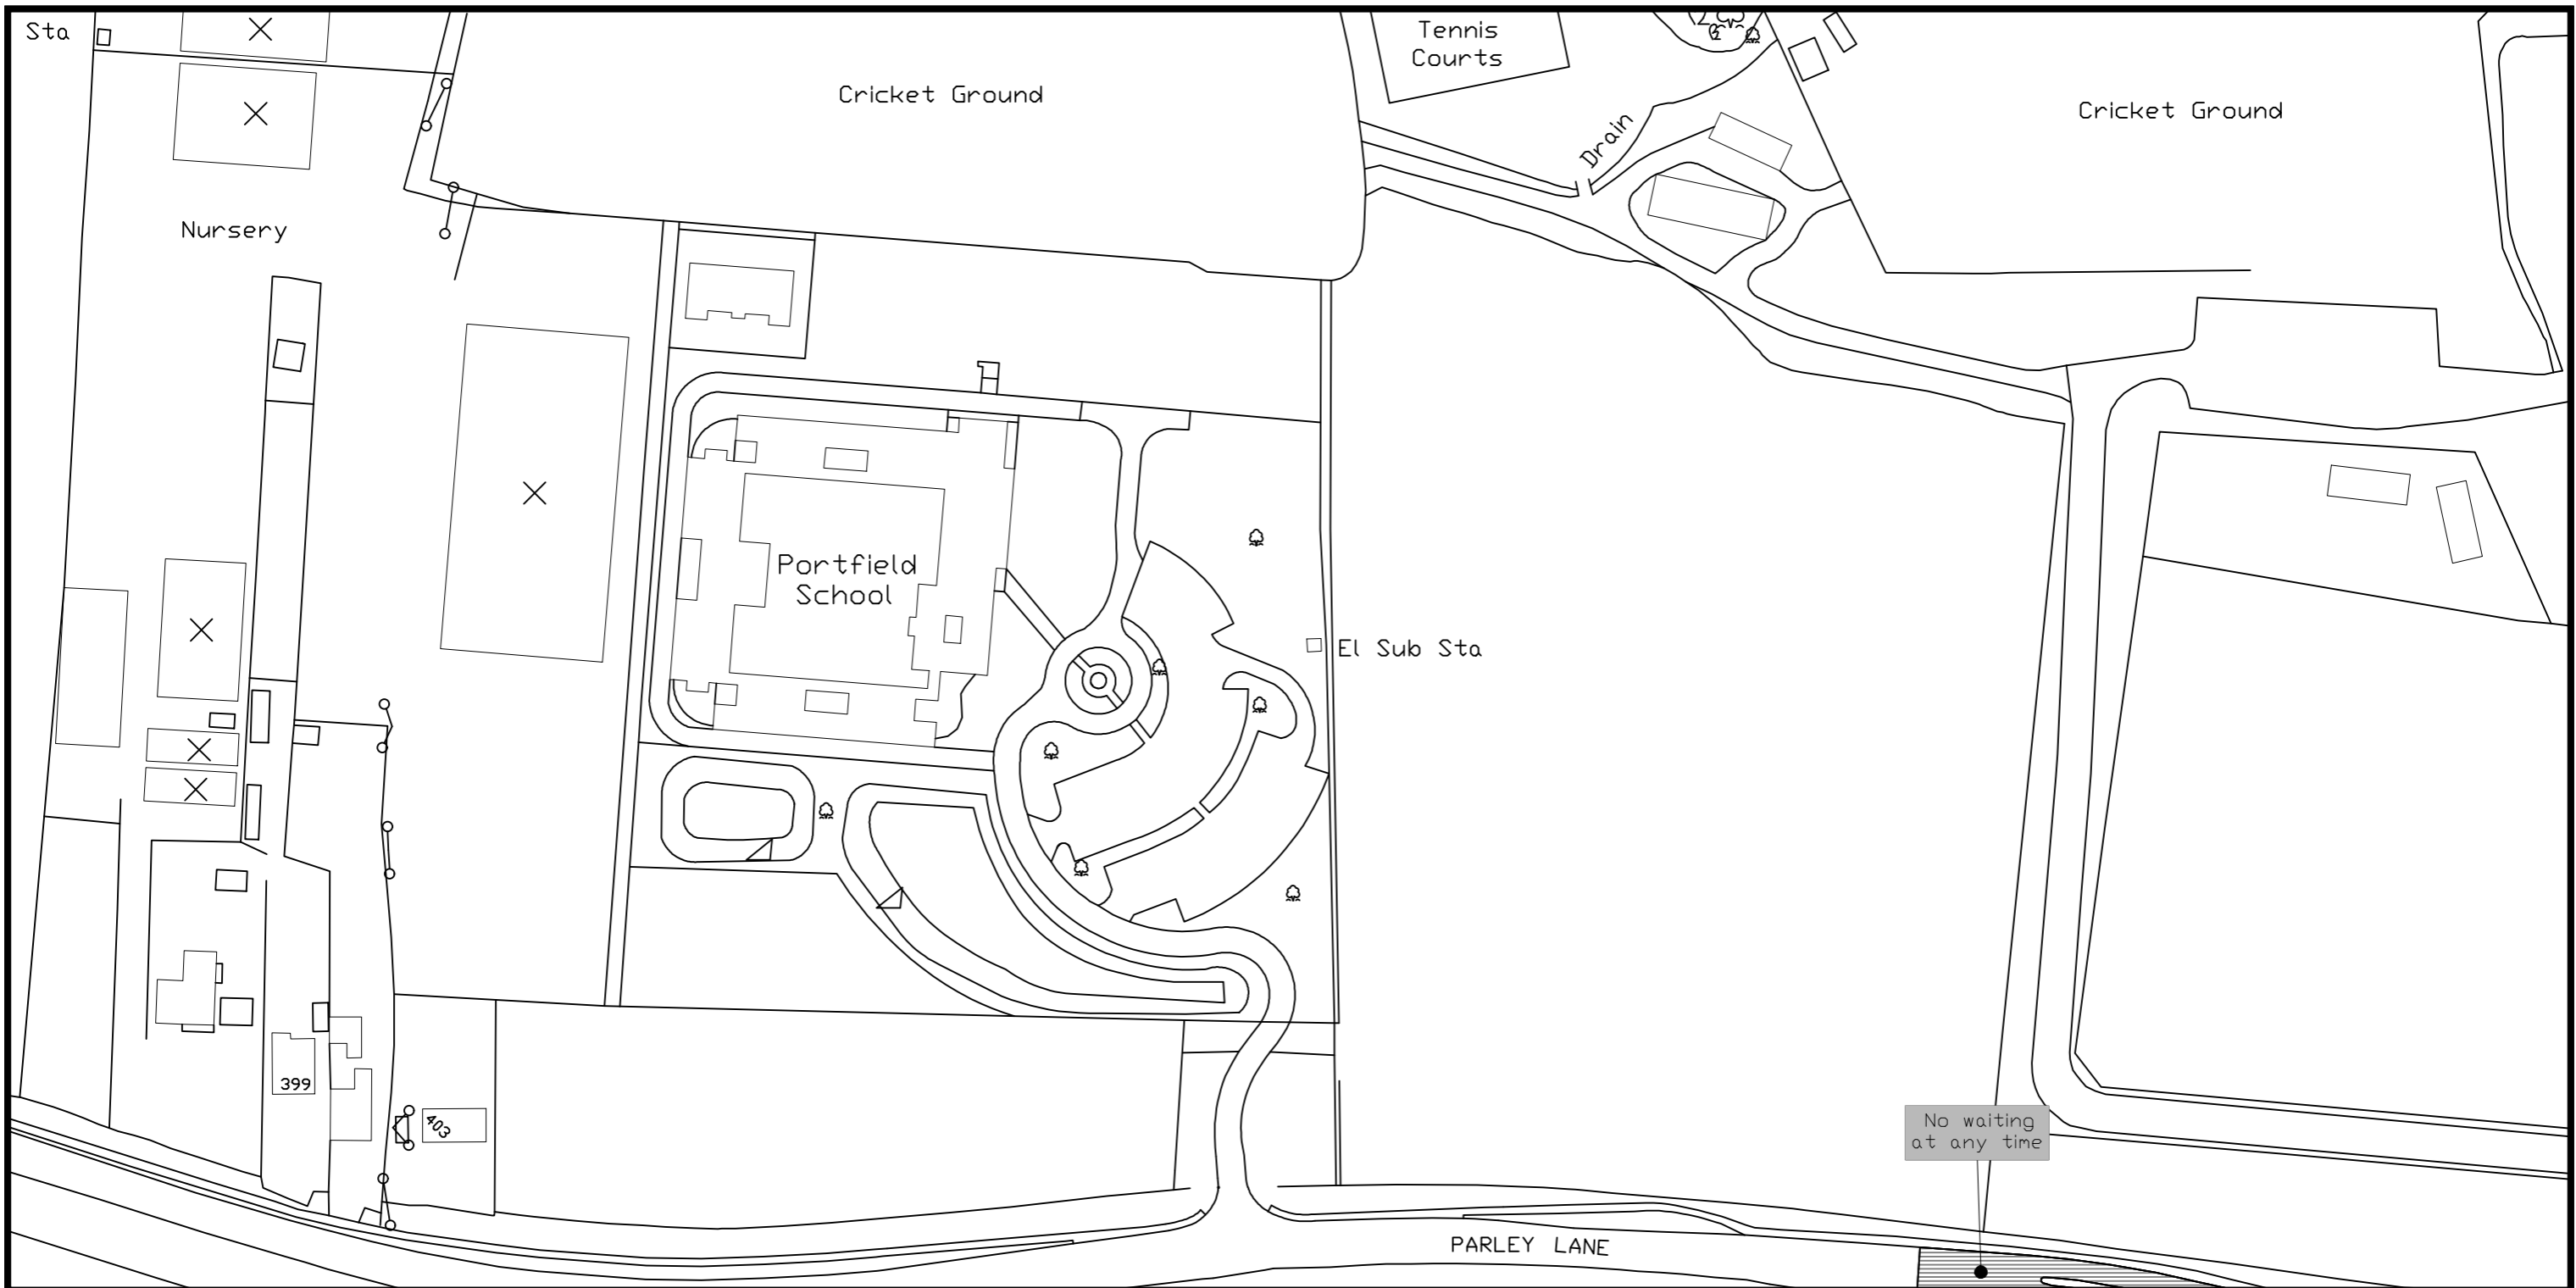 Sta
Tennis
Courts
Cricket Ground
Cricket Ground
Drain
Nursery
Portfield
School
El Sub Sta
399
403
No waiting
at any time
PARLEY LANE